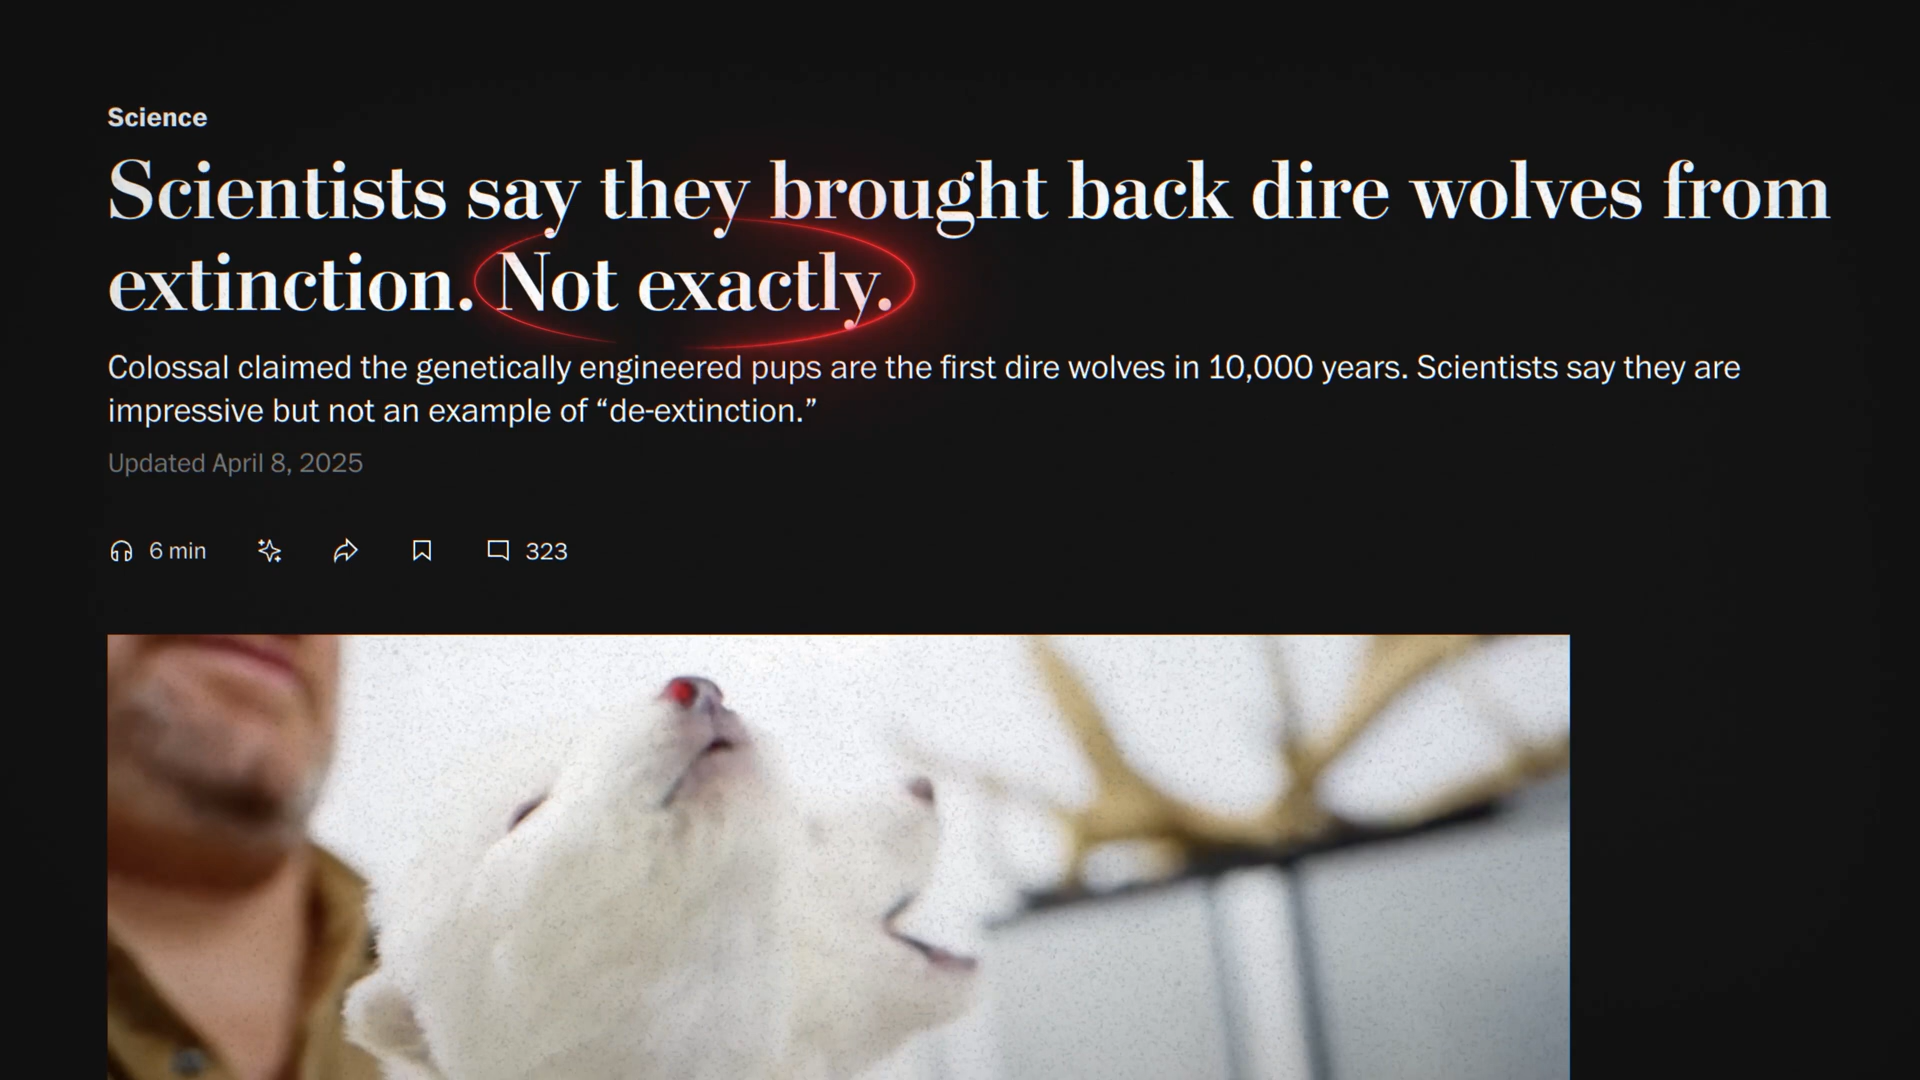 Science
Scientists say they brought back dire wolves from
extinction. Not exactly.
Colossal claimed the genetically engineered pups are the first dire wolves in 10,000 years. Scientists say they are
impressive but not an example of “de-extinction.”
Updated April 8, 2025
6 min 323